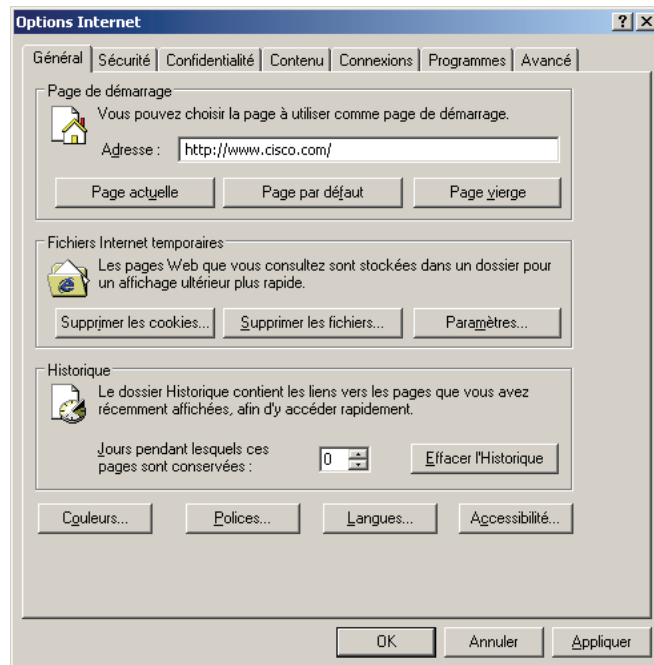 Options Internet
Général Sécurité Confidentialité Contenu Connexions Programmes Avancé
Page de démarrage
Vous pouvez choisir la page à utiliser comme page de démarrage.
Adresse : http://www.cisco.com/
Page actuelle Page par défaut Page vierge
Fichiers Internet temporaires
Les pages Web que vous consultez sont stockées dans un dossier pour
un affichage ultérieur plus rapide.
Supprimer les cookies... Supprimer les fichiers... Paramètres...
Historique
Le dossier Historique contient les liens vers les pages que vous avez
récemment affichées, afin d'y accéder rapidement.
Jours pendant lesquels ces
pages sont conservées : 0 Effacer l'Historique
Couleurs... Polices... Langues... Accessibilité...
OK Annuler Appliquer